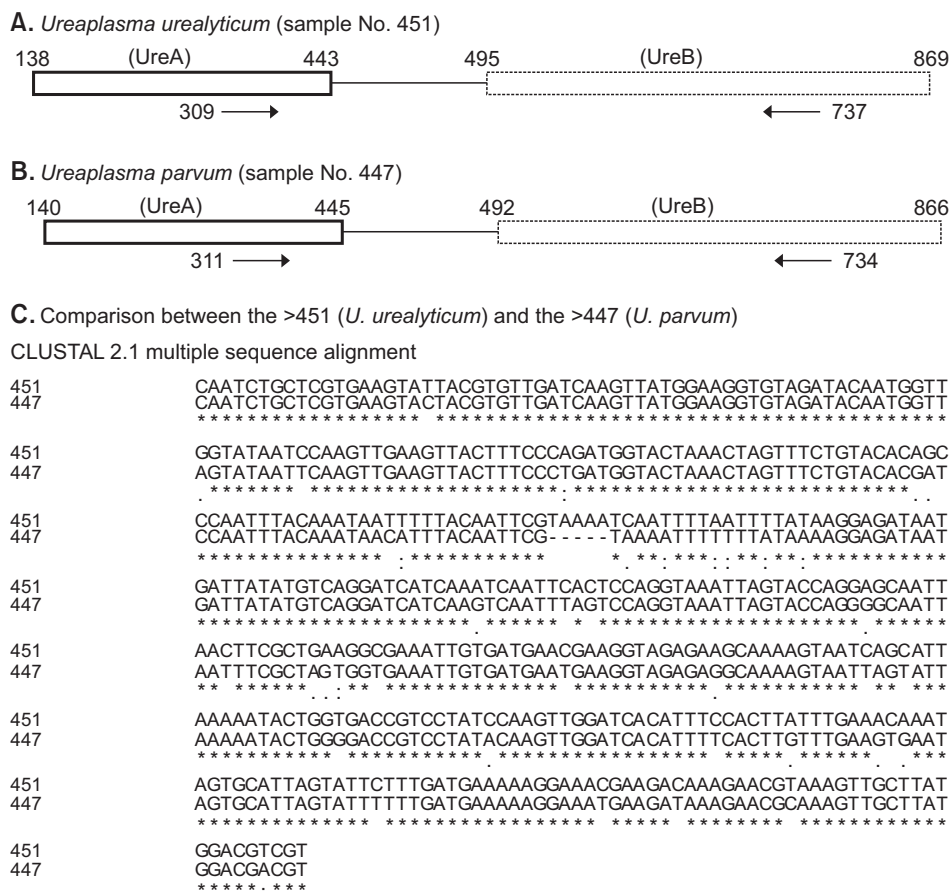 A. Ureaplasma urealyticum (sample No. 451)
138 (UreA) 443 495 (UreB) 869
309 737
B. Ureaplasma parvum (sample No. 447)
140 (UreA) 445 492 (UreB) 866
311 734
C. Comparison between the >451 (U. urealyticum) and the >447 (U. parvum)
CLUSTAL 2.1 multiple sequence alignment
451 CAATCTGCTCGTGAAGTATTACGTGTTGATCAAGTTATGGAAGGTGTAGATACAATGGTT
447 CAATCTGCTCGTGAAGTACTACGTGTTGATCAAGTTATGGAAGGTGTAGATACAATGGTT
****************** *****************************************
451 GGTATAATCCAAGTTGAAGTTACTTTCCCAGATGGTACTAAACTAGTTTCTGTACACAGC
447 AGTATAATTCAAGTTGAAGTTACTTTCCCTGATGGTACTAAACTAGTTTCTGTACACGAT
.******* ********************:***************************..
451 CCAATTTACAAATAATTTTTACAATTCGTAAAATCAATTTTAATTTTATAAGGAGATAAT
447 CCAATTTACAAATAACATTTACAATTCG-----TAAAATTTTTTTATAAAAGGAGATAAT
*************** :*********** *.**:***::**:**:***********
451 GATTATATGTCAGGATCATCAAATCAATTCACTCCAGGTAAATTAGTACCAGGAGCAATT
447 GATTATATGTCAGGATCATCAAGTCAATTTAGTCCAGGTAAATTAGTACCAGGGGCAATT
**********************.****** * *********************.******
451 AACTTCGCTGAAGGCGAAATTGTGATGAACGAAGGTAGAGAAGCAAAAGTAATCAGCATT
447 AATTTCGCTAGTGGTGAAATTGTGATGAATGAAGGTAGAGAGGCAAAAGTAATTAGTATT
** ******..:** ************** ***********.*********** ** ***
451 AAAAATACTGGTGACCGTCCTATCCAAGTTGGATCACATTTCCACTTATTTGAAACAAAT
447 AAAAATACTGGGGACCGTCCTATACAAGTTGGATCACATTTTCACTTGTTTGAAGTGAAT
*********** ***********.***************** *****.******. .***
451 AGTGCATTAGTATTCTTTGATGAAAAAGGAAACGAAGACAAAGAACGTAAAGTTGCTTAT
447 AGTGCATTAGTATTTTTTGATGAAAAAGGAAATGAAGATAAAGAACGCAAAGTTGCTTAT
************** ***************** ***** ******** ************
451 GGACGTCGT
447 GGACGACGT
*****:***